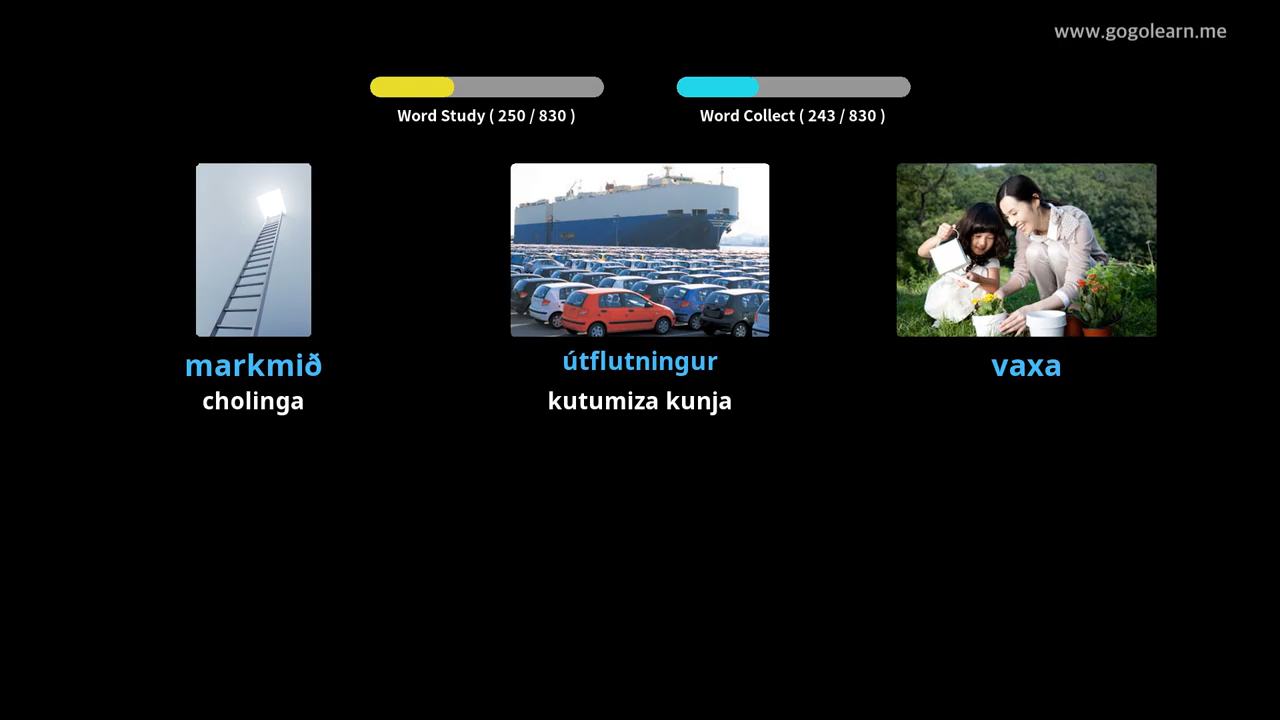 www.gogolearn.me
Word Study ( 250 / 830 )
Word Collect ( 243 / 830 )
markmið
útflutningur
vaxa
cholinga
kutumiza kunja